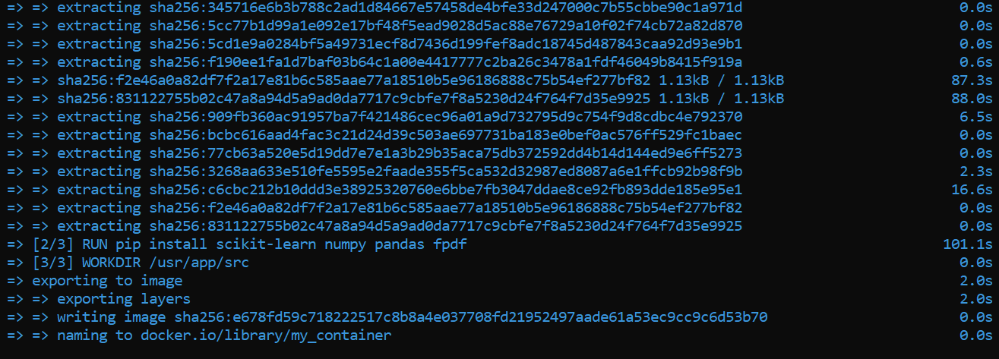 => => extracting sha256:345716e6b3b788c2ad1d84667e57458de4bfe33d247000c7b55cbbe90c1a971d 0.0s
=> => extracting sha256:5cc77b1d99a1e092e17bf48f5ead9028d5ac88e76729a10f02f74cb72a82d870 0.0s
=> => extracting sha256:5cd1e9a0284bf5a49731ecf8d7436d199fef8adc18745d487843caa92d93e9b1 0.0s
=> => extracting sha256:f190ee1fa1d7baf03b64c1a00e4417777c2ba26c3478a1fdf46049b8415f919a 0.6s
=> => sha256:f2e46a0a82df7f2a17e81b6c585aae77a18510b5e96186888c75b54ef277bf82 1.13kB / 1.13kB 87.3s
=> => sha256:831122755b02c47a8a94d5a9ad0da7717c9cbfe7f8a5230d24f764f7d35e9925 1.13kB / 1.13kB 88.0s
=> => extracting sha256:909fb360ac91957ba7f421486cec96a01a9d732795d9c754f9d8cdbc4e792370 6.5s
=> => extracting sha256:bcbc616aad4fac3c21d24d39c503ae697731ba183e0bef0ac576ff529fc1baec 0.0s
=> => extracting sha256:77cb63a520e5d19dd7e7e1a3b29b35aca75db372592dd4b14d144ed9e6ff5273 0.0s
=> => extracting sha256:3268aa633e510fe5595e2faade355f5ca532d32987ed8087a6e1ffcb92b98f9b 2.3s
=> => extracting sha256:c6cbc212b10ddd3e38925320760e6bbe7fb3047ddae8ce92fb893dde185e95e1 16.6s
=> => extracting sha256:f2e46a0a82df7f2a17e81b6c585aae77a18510b5e96186888c75b54ef277bf82 0.0s
=> => extracting sha256:831122755b02c47a8a94d5a9ad0da7717c9cbfe7f8a5230d24f764f7d35e9925 0.0s
=> [2/3] RUN pip install scikit-learn numpy pandas fpdf 101.1s
=> [3/3] WORKDIR /usr/app/src 0.0s
=> exporting to image 2.0s
=> => exporting layers 2.0s
=> => writing image sha256:e678fd59c718222517c8b8a4e037708fd21952497aade61a53ec9cc9c6d53b70 0.0s
=> => naming to docker.io/library/my_container 0.0s